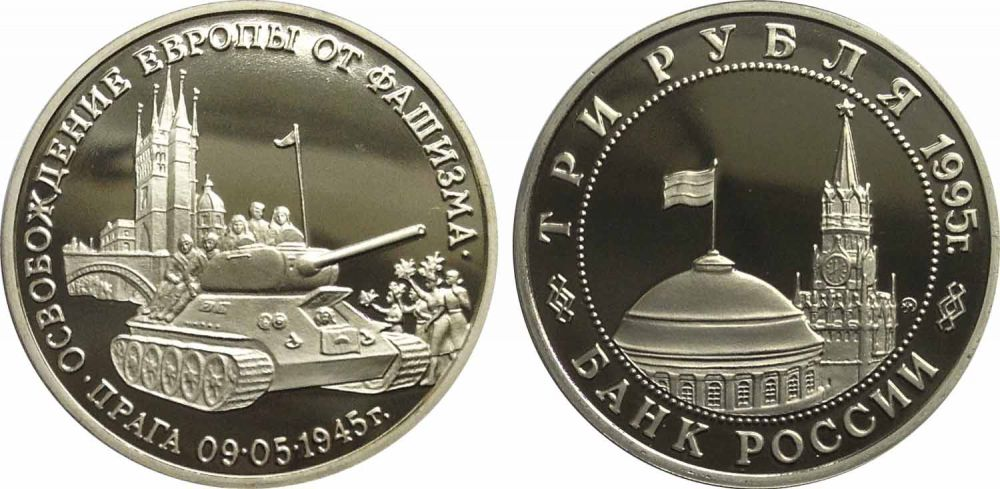 ОСВОБОЖДЕНИЕ ЕВРОПЫ ОТ ФАШИЗМА
· ПРАГА 09·05·1945г. ·
ТРИ РУБЛЯ 1995г.
БАНК РОССИИ